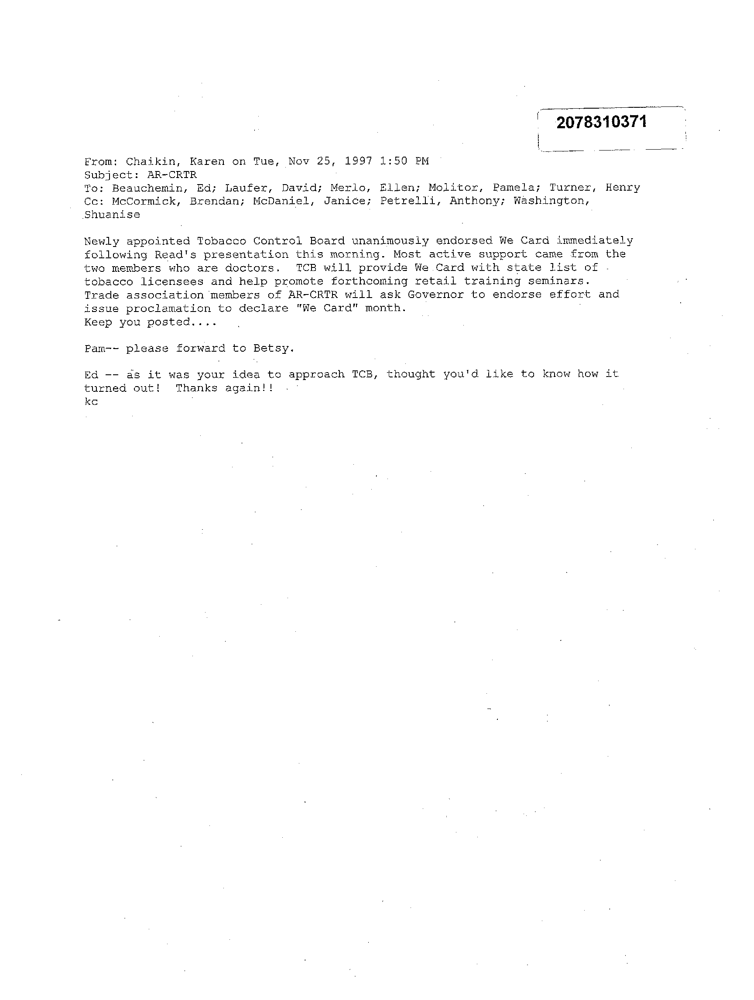 2078310371
From: Chaikin, Karen on Tue, Nov 25, 1997 1:50 PM
Subject: AR-CRTR
To: Beauchemin, Ed; Laufer, David; Merlo, Ellen; Molitor, Pamela; Turner, Henry
Cc: McCormick, Brendan; McDaniel, Janice; Petrelli, Anthony; Washington,
Shuanise
Newly appointed Tobacco Control Board unanimously endorsed We Card immediately
following Read's presentation this morning. Most active support came from the
two members who are doctors.  TCB will provide We Card with state list of
tobacco licensees and help promote forthcoming retail training seminars.
Trade association members of AR-CRTR will ask Governor to endorse effort and
issue proclamation to declare "We Card" month.
Keep you posted....
Pam-- please forward to Betsy.
Ed -- as it was your idea to approach TCB, thought you'd like to know how it
turned out!  Thanks again!!
kc